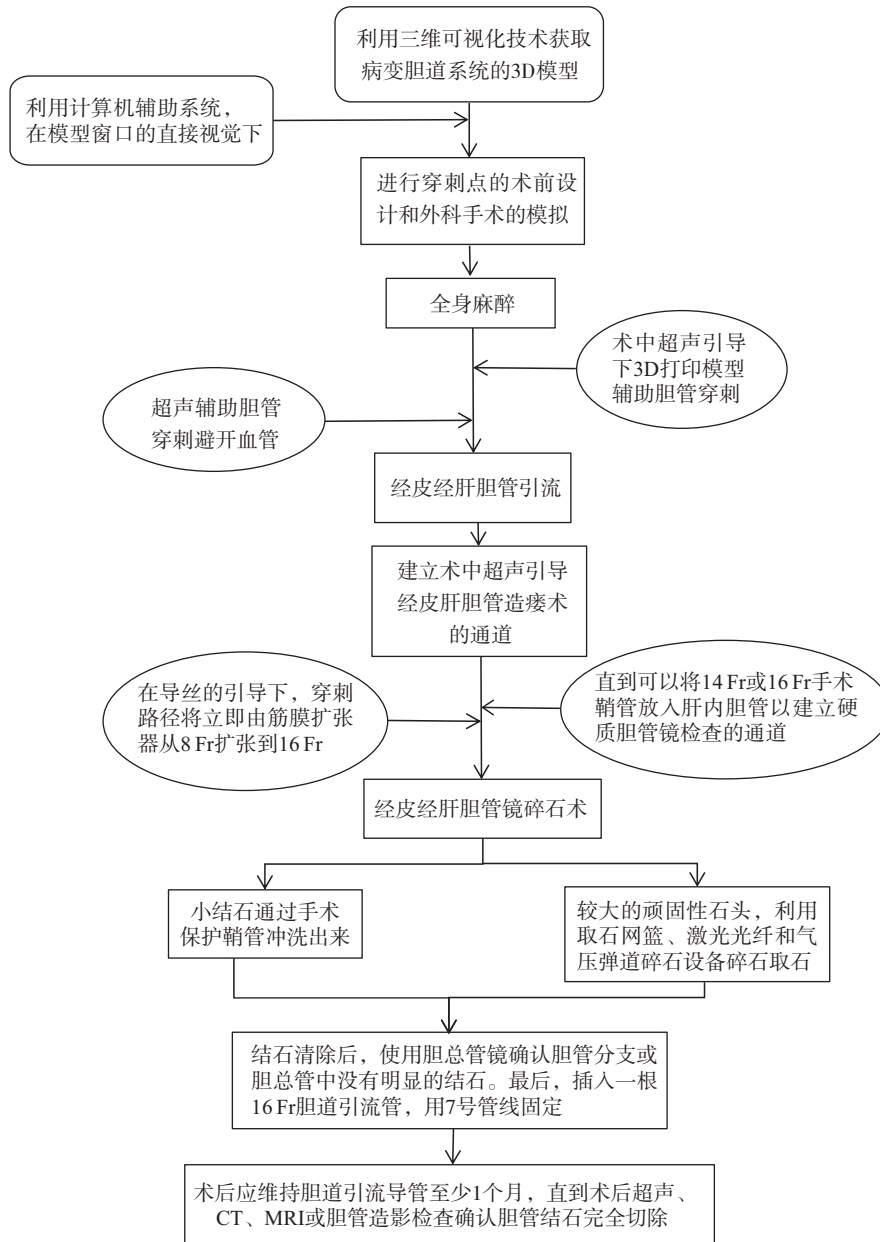 利用三维可视化技术获取
病变胆道系统的3D模型
利用计算机辅助系统，
在模型窗口的直接视觉下
进行穿刺点的术前设
计和外科手术的模拟
全身麻醉
术中超声引导
下3D打印模型
辅助胆管穿刺
超声辅助胆管
穿刺避开血管
经皮经肝胆管引流
建立术中超声引导
经皮肝胆管造瘘术
的通道
在导丝的引导下，穿刺
路径将立即由筋膜扩张
器从8 Fr扩张到16 Fr
直到可以将14 Fr或16 Fr手术
鞘管放入肝内胆管以建立硬
质胆管镜检查的通道
经皮经肝胆管镜碎石术
小结石通过手术
保护鞘管冲洗出来
较大的顽固性石头，利用
取石网篮、激光光纤和气
压弹道碎石设备碎石取石
结石清除后，使用胆总管镜确认胆管分支或
胆总管中没有明显的结石。最后，插入一根
16 Fr胆道引流管，用7号管线固定
术后应维持胆道引流导管至少1个月，直到术后超声、
CT、MRI或胆管造影检查确认胆管结石完全切除